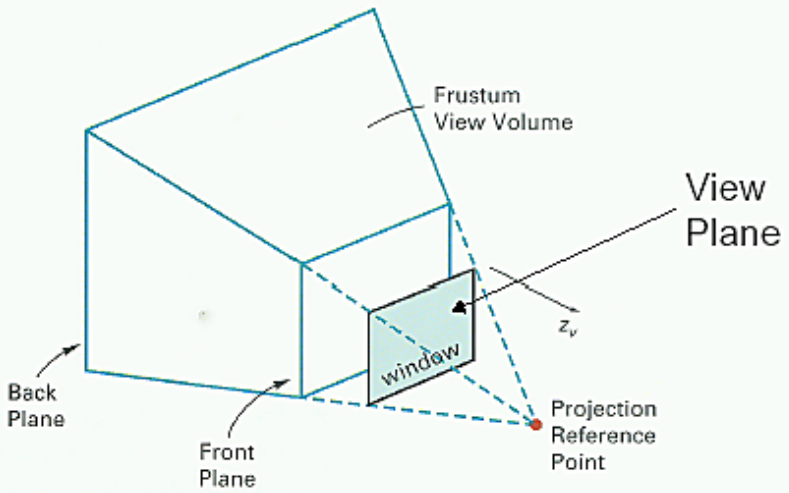 Frustum
View Volume
View
Plane
window
z_v
Back
Plane
Front
Plane
Projection
Reference
Point